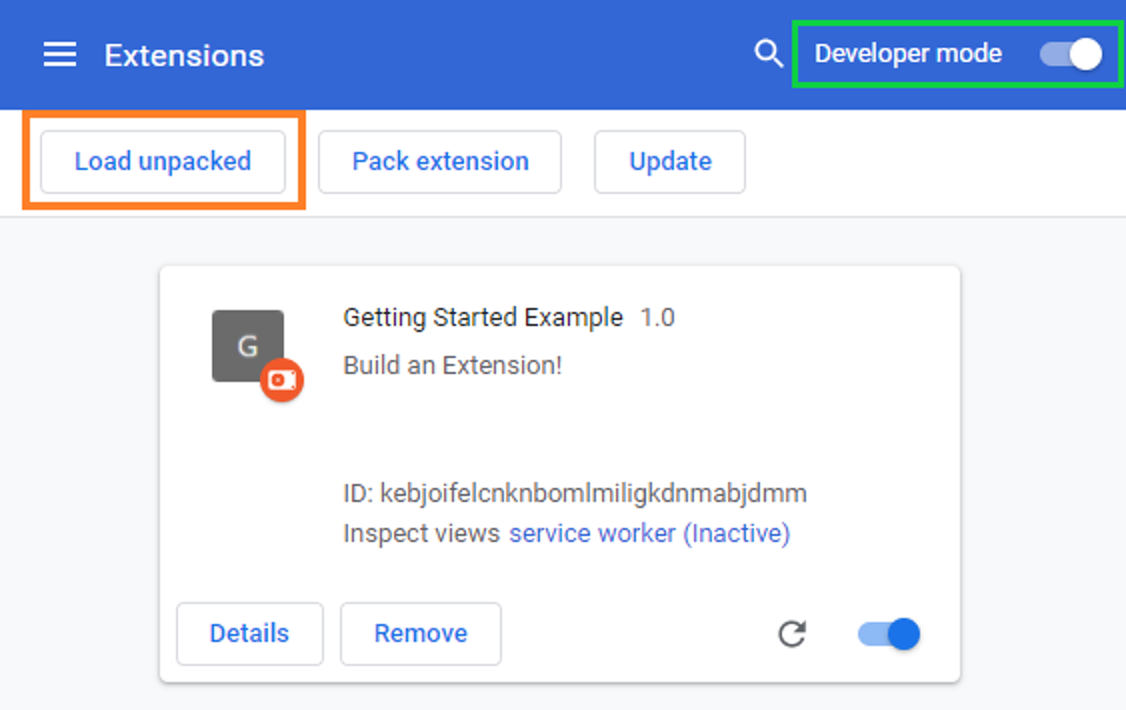 Extensions
Developer mode
Load unpacked
Pack extension
Update
G
Getting Started Example 1.0
Build an Extension!
ID: kebjoifelcnknbomlmiligkdnmabjdmm
Inspect views service worker (Inactive)
Details
Remove